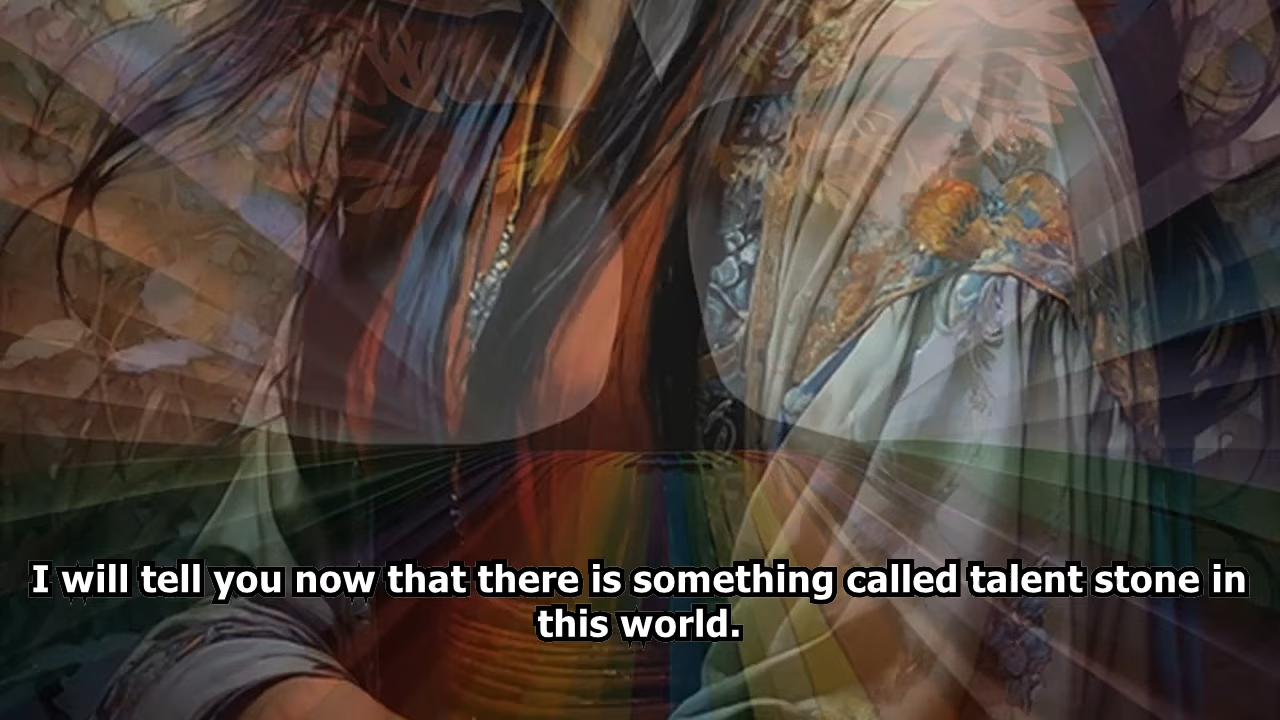 I will tell you now that there is something called talent stone in
this world.